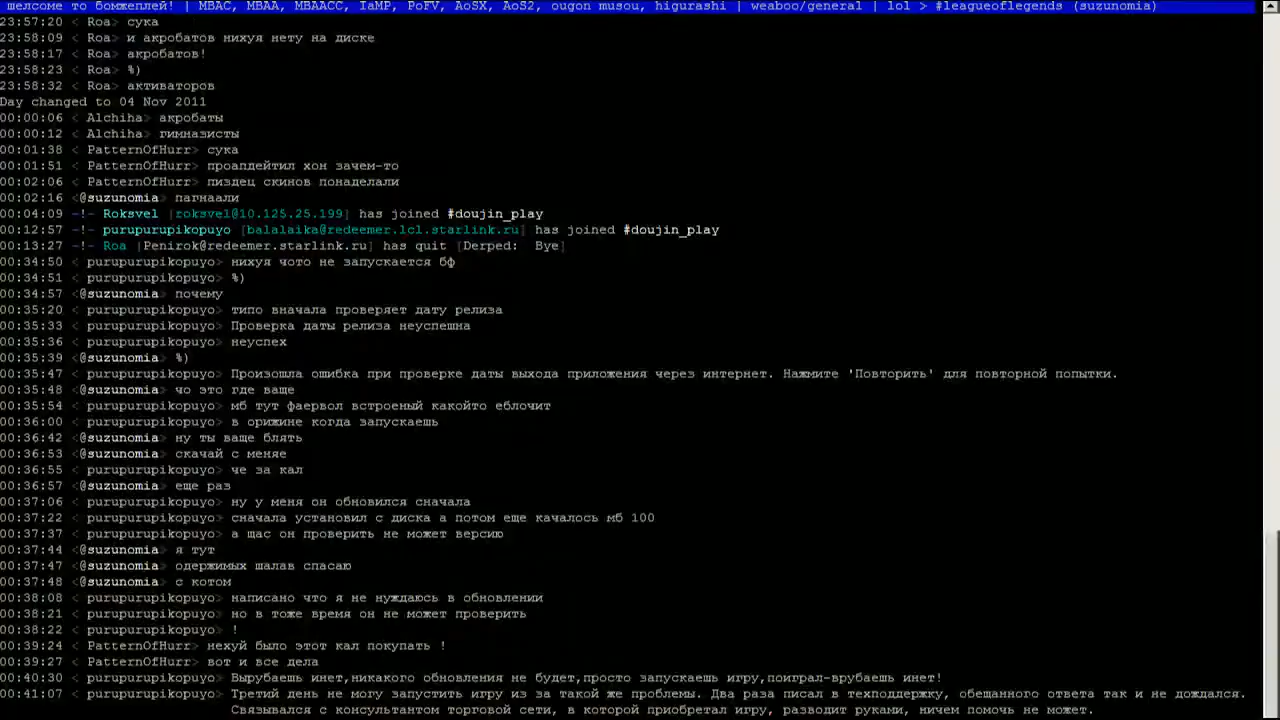 шелсоме то бомжеплей! | MBAC, MBAA, MBAACC, IaMP, PoFV, AoSX, AoS2, ougon musou, higurashi | weaboo/general | lol > #leagueoflegends (suzunomia)
23:57:20 < Roa> сука
23:58:09 < Roa> и акробатов нихуя нету на диске
23:58:17 < Roa> акробатов!
23:58:23 < Roa> %)
23:58:32 < Roa> активаторов
Day changed to 04 Nov 2011
00:00:06 < Alchiha> акробаты
00:00:12 < Alchiha> гимназисты
00:01:38 < PatternOfHurr> сука
00:01:51 < PatternOfHurr> проапдейтил хон зачем-то
00:02:06 < PatternOfHurr> пиздец скинов понаделали
00:02:16 <@suzunomia> пагнаали
00:04:09 -!- Roksvel [roksvel@10.125.25.199] has joined #doujin_play
00:12:57 -!- purupurupikopuyo [balalaika@redeemer.lcl.starlink.ru] has joined #doujin_play
00:13:27 -!- Roa [Penirok@redeemer.starlink.ru] has quit [Derped:  Bye]
00:34:50 < purupurupikopuyo> нихуя чото не запускается бф
00:34:51 < purupurupikopuyo> %)
00:34:57 <@suzunomia> почему
00:35:20 < purupurupikopuyo> типо вначала проверяет дату релиза
00:35:33 < purupurupikopuyo> Проверка даты релиза неуспешна
00:35:36 < purupurupikopuyo> неуспех
00:35:39 <@suzunomia> %)
00:35:47 < purupurupikopuyo> Произошла ошибка при проверке даты выхода приложения через интернет. Нажмите 'Повторить' для повторной попытки.
00:35:48 <@suzunomia> чо это где ваще
00:35:54 < purupurupikopuyo> мб тут фаервол встроеный какойто еблочит
00:36:00 < purupurupikopuyo> в орижине когда запускаешь
00:36:42 <@suzunomia> ну ты ваще блять
00:36:53 <@suzunomia> скачай с меня
00:36:55 < purupurupikopuyo> че за кал
00:36:57 <@suzunomia> еще раз
00:37:06 < purupurupikopuyo> ну у меня он обновился сначала
00:37:22 < purupurupikopuyo> сначала установил с диска а потом еще качалось мб 100
00:37:37 < purupurupikopuyo> а щас он проверить не может версию
00:37:44 <@suzunomia> я тут
00:37:47 <@suzunomia> одержимых шалав спасаю
00:37:48 <@suzunomia> с котом
00:38:08 < purupurupikopuyo> написано что я не нуждаюсь в обновлении
00:38:21 < purupurupikopuyo> но в тоже время он не может проверить
00:38:22 < purupurupikopuyo> !
00:39:24 < PatternOfHurr> нехуй было этот кал покупать !
00:39:27 < PatternOfHurr> вот и все дела
00:40:30 < purupurupikopuyo> Вырубаешь инет,никакого обновления не будет,просто запускаешь игру,поиграл-врубаешь инет!
00:41:07 < purupurupikopuyo> Третий день не могу запустить игру из за такой же проблемы. Два раза писал в техподдержку, обещанного ответа так и не дождался.
Связывался с консультантом торговой сети, в которой приобретал игру, разводит руками, ничем помочь не может.